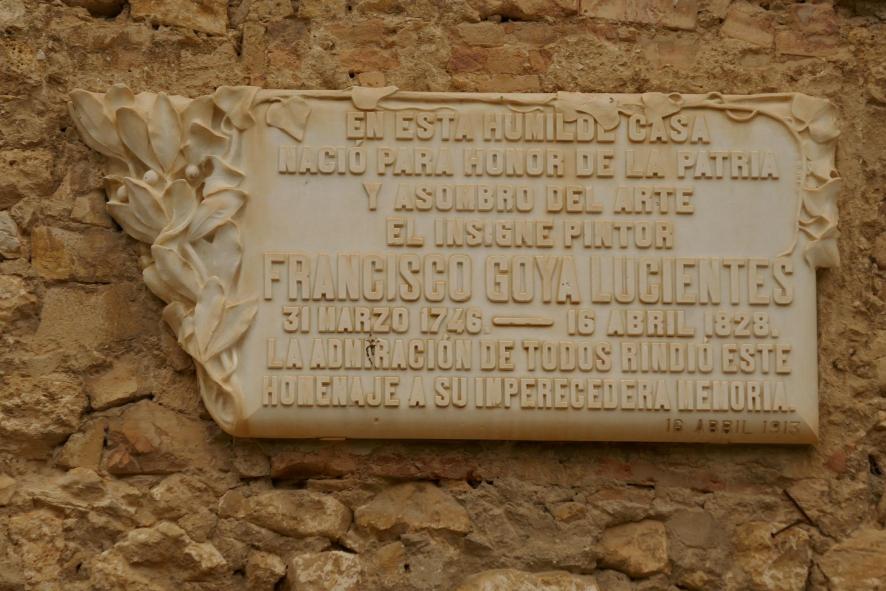 EN ESTA HUMILDE CASA
NACIÓ PARA HONOR DE LA PATRIA
Y ASOMBRO DEL ARTE
EL INSIGNE PINTOR
FRANCISCO GOYA LUCIENTES
31 MARZO 1746. — 16 ABRIL 1828.
LA ADMIRACIÓN DE TODOS RINDIÓ ESTE
HOMENAJE A SU IMPERECEDERA MEMORIA.
16 ABRIL 1913